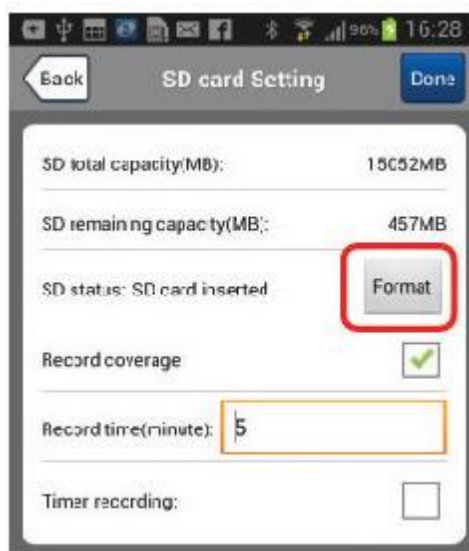 96% 16:28
Back SD card Setting Done
SD total capacity(MB): 15052MB
SD remaining capacity(MB): 457MB
SD status: SD card inserted Format
Record coverage
Record time(minute): 5
Timer recording: